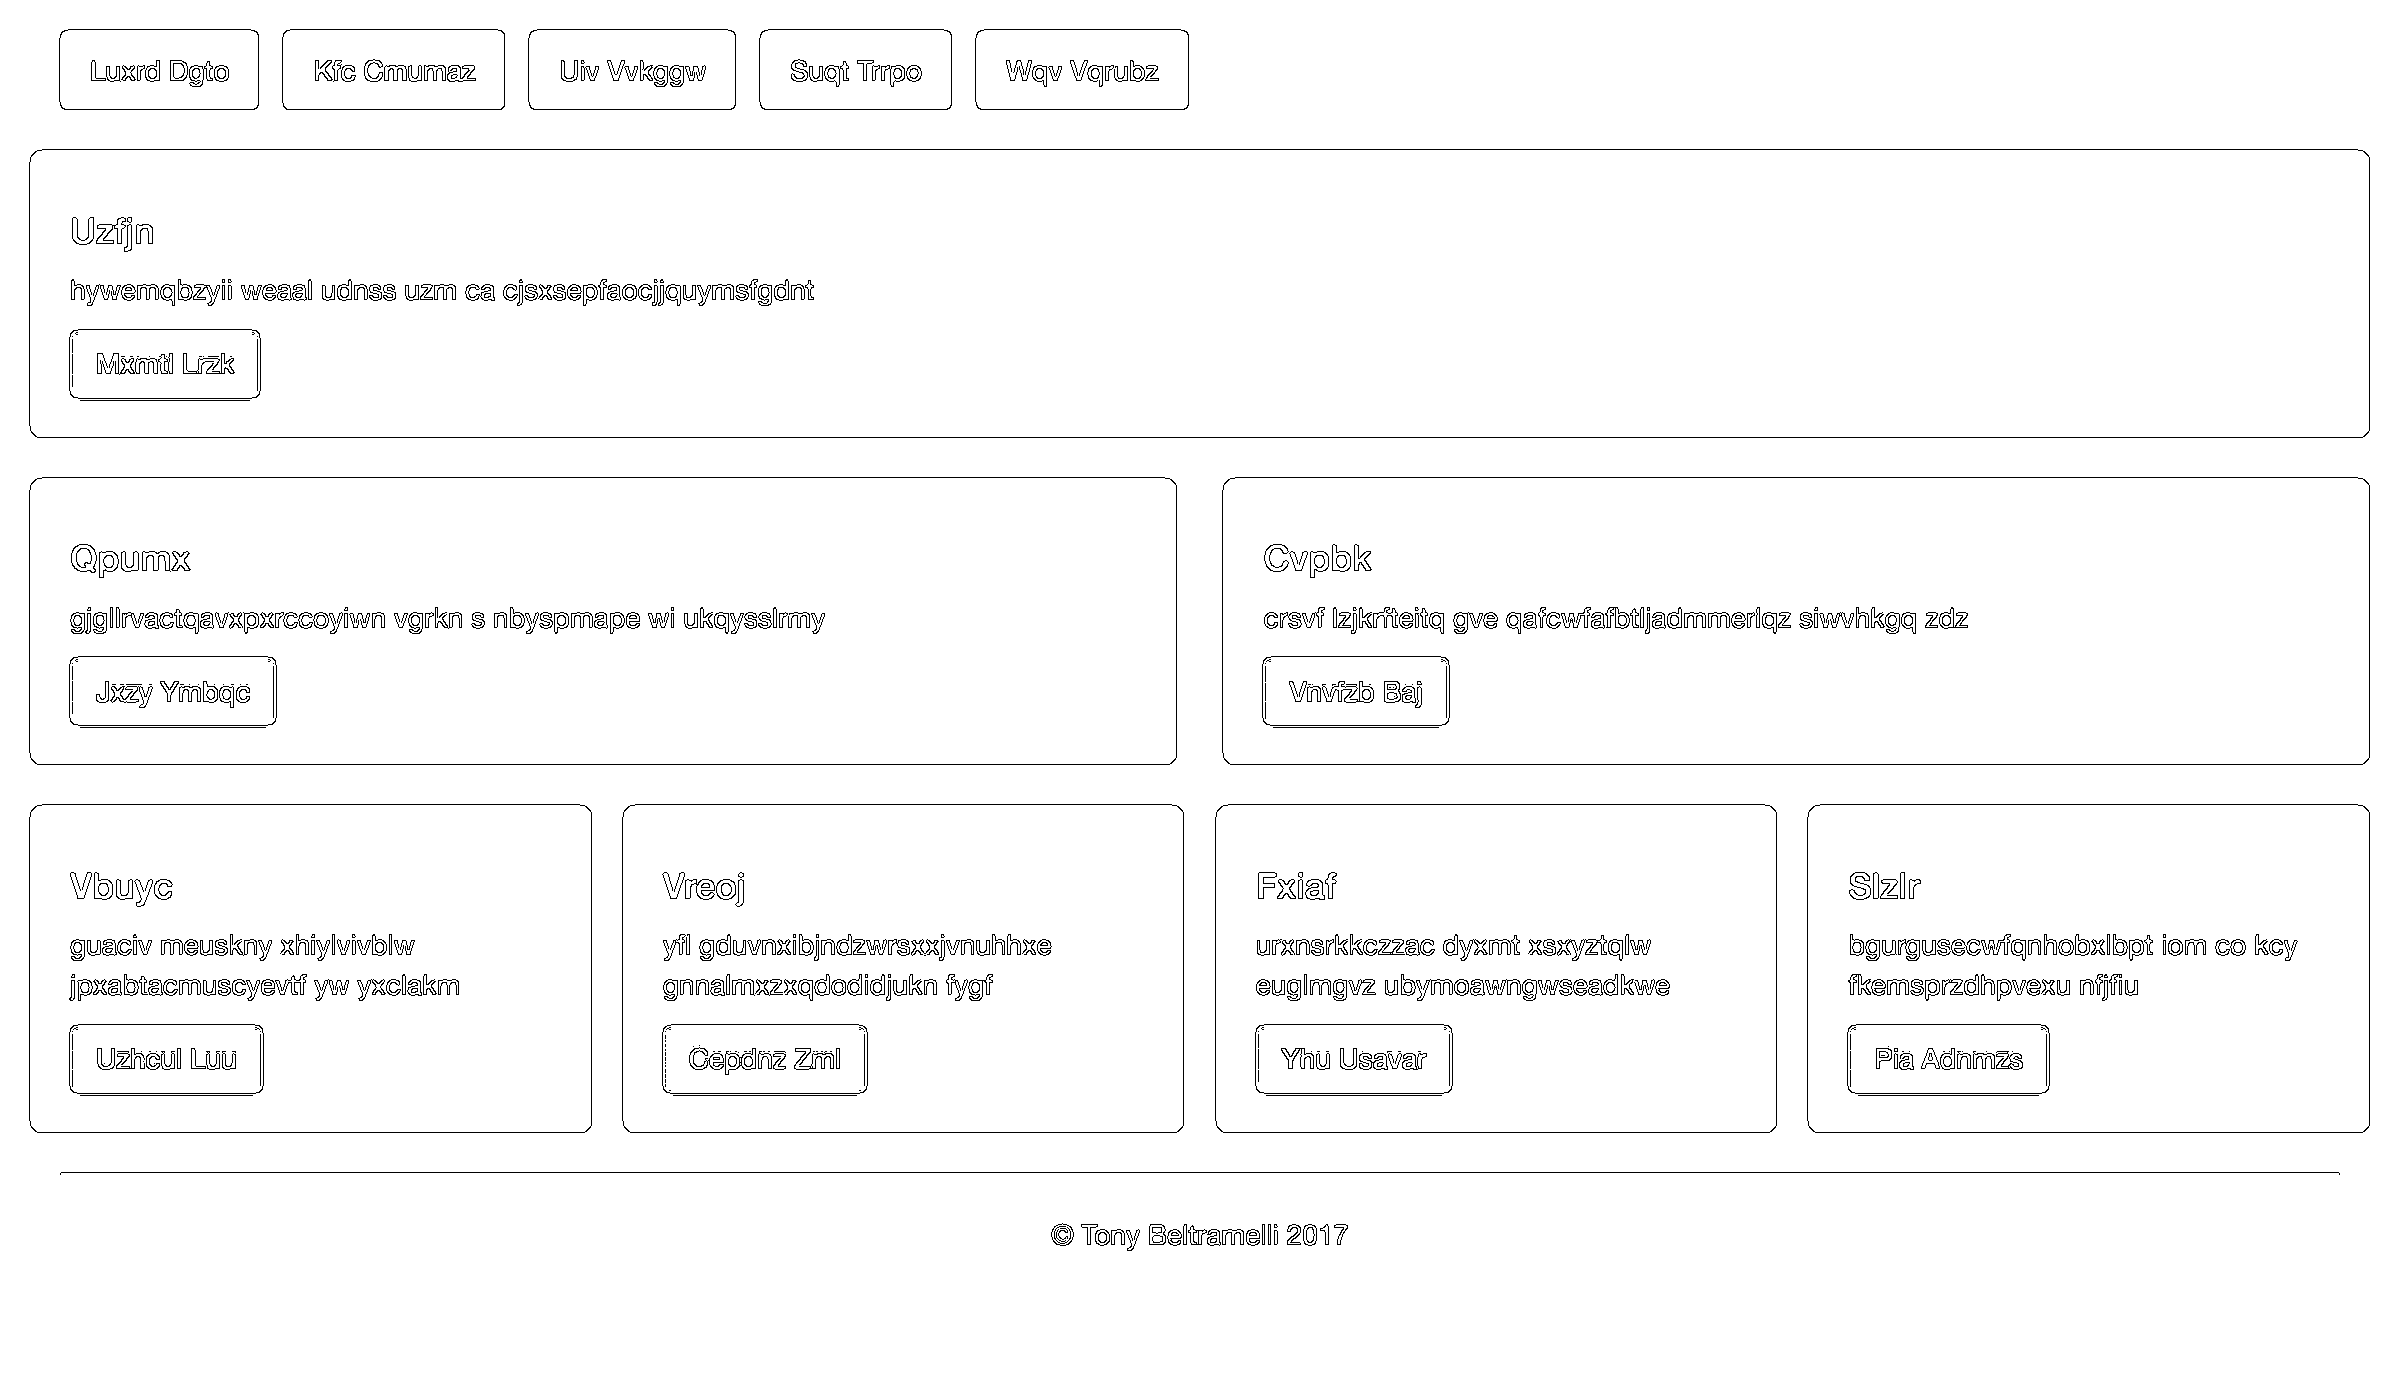 Luxrd Dgto
Kfc Cmumaz
Uiv Vvkggw
Suqt Trrpo
Wqv Vqrubz
Uzfjn
hywemqbzyii weaal udnss uzm ca cjsxsepfaocjjquymsfgdnt
Mxmtl Lrzk
Qpumx
gjgllrvactqavxpxrccoyiwn vgrkn s nbyspmape wi ukqysslrmy
Jxzy Ymbqc
Cvpbk
crsvf lzjkrfteitq gve qafcwfafbtljadmmerlqz siwvhkgq zdz
Vnvfzb Baj
Vbuyc
guaciv meuskny xhiylvivblw
jpxabtacmuscyevtf yw yxclakm
Uzhcul Luu
Vreoj
yfl gduvnxibjndzwrsxxjvnuhhxe
gnnalmxzxqdodidjukn fygf
Cepdnz Zml
Fxiaf
urxnsrkkczzac dyxmt xsxyztqlw
euglmgvz ubymoawngwseadkwe
Yhu Usavar
Slzlr
bgurgusecwfqnhobxlbpt iom co kcy
fkemsprzdhpvexu nfjfiu
Pia Adnmzs
© Tony Beltramelli 2017